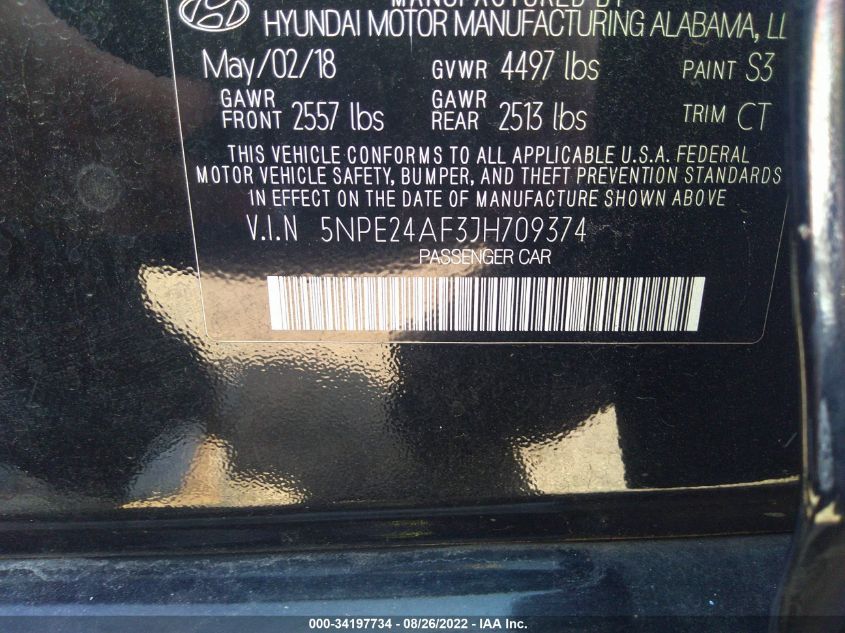 MANUFACTURED BY
HYUNDAI MOTOR MANUFACTURING ALABAMA, LL
May/02/18 GVWR 4497 lbs PAINT S3
GAWR FRONT 2557 lbs GAWR REAR 2513 lbs TRIM CT
THIS VEHICLE CONFORMS TO ALL APPLICABLE U.S.A. FEDERAL
MOTOR VEHICLE SAFETY, BUMPER, AND THEFT PREVENTION STANDARDS
IN EFFECT ON THE DATE OF MANUFACTURE SHOWN ABOVE
V.I.N 5NPE24AF3JH709374
PASSENGER CAR
000-34197734 - 08/26/2022 - IAA Inc.